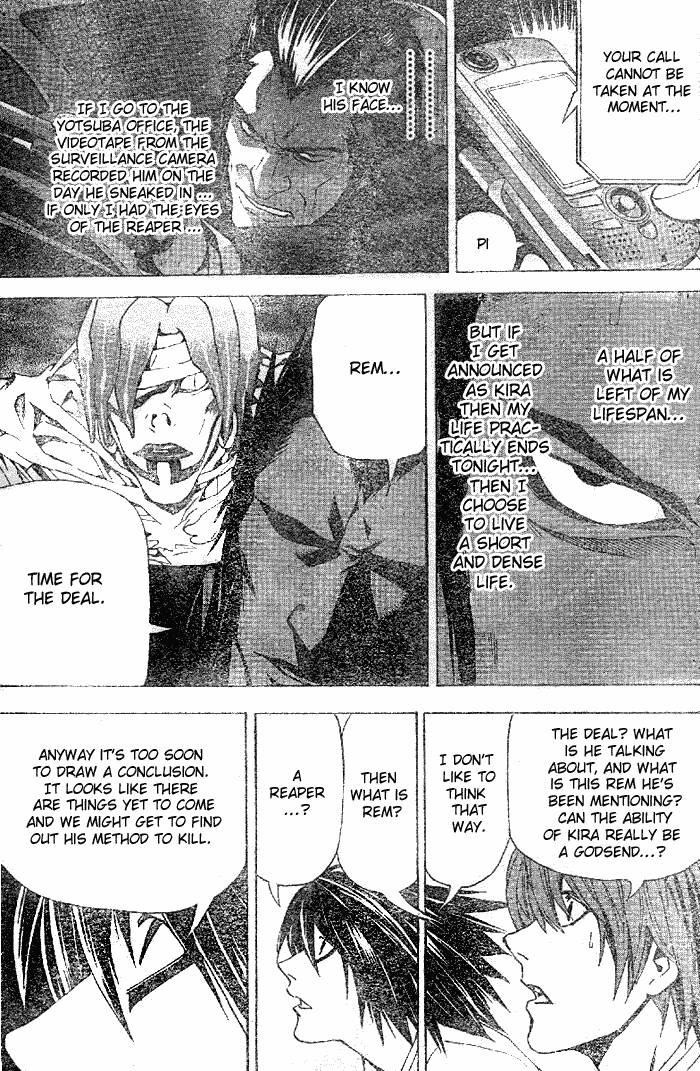 YOUR CALL
CANNOT BE
TAKEN AT THE
MOMENT...
PI
I KNOW
HIS FACE...
IF I GO TO THE
YOTSUBA OFFICE, THE
VIDEOTAPE FROM THE
SURVEILLANCE CAMERA
RECORDED HIM ON THE
DAY HE SNEAKED IN ...
IF ONLY I HAD THE EYES
OF THE REAPER ...
A HALF OF
WHAT IS
LEFT OF MY
LIFESPAN...
BUT IF
I GET
ANNOUNCED
AS KIRA
THEN MY
LIFE PRAC-
TICALLY ENDS
TONIGHT...
THEN I
CHOOSE
TO LIVE
A SHORT
AND DENSE
LIFE.
REM...
TIME FOR
THE DEAL.
THE DEAL? WHAT
IS HE TALKING
ABOUT, AND WHAT
IS THIS REM HE'S
BEEN MENTIONING?
CAN THE ABILITY
OF KIRA REALLY BE
A GODSEND...?
I DON'T
LIKE TO
THINK
THAT
WAY.
THEN
WHAT IS
REM?
A
REAPER
...?
ANYWAY IT'S TOO SOON
TO DRAW A CONCLUSION.
IT LOOKS LIKE THERE
ARE THINGS YET TO COME
AND WE MIGHT GET TO FIND
OUT HIS METHOD TO KILL.